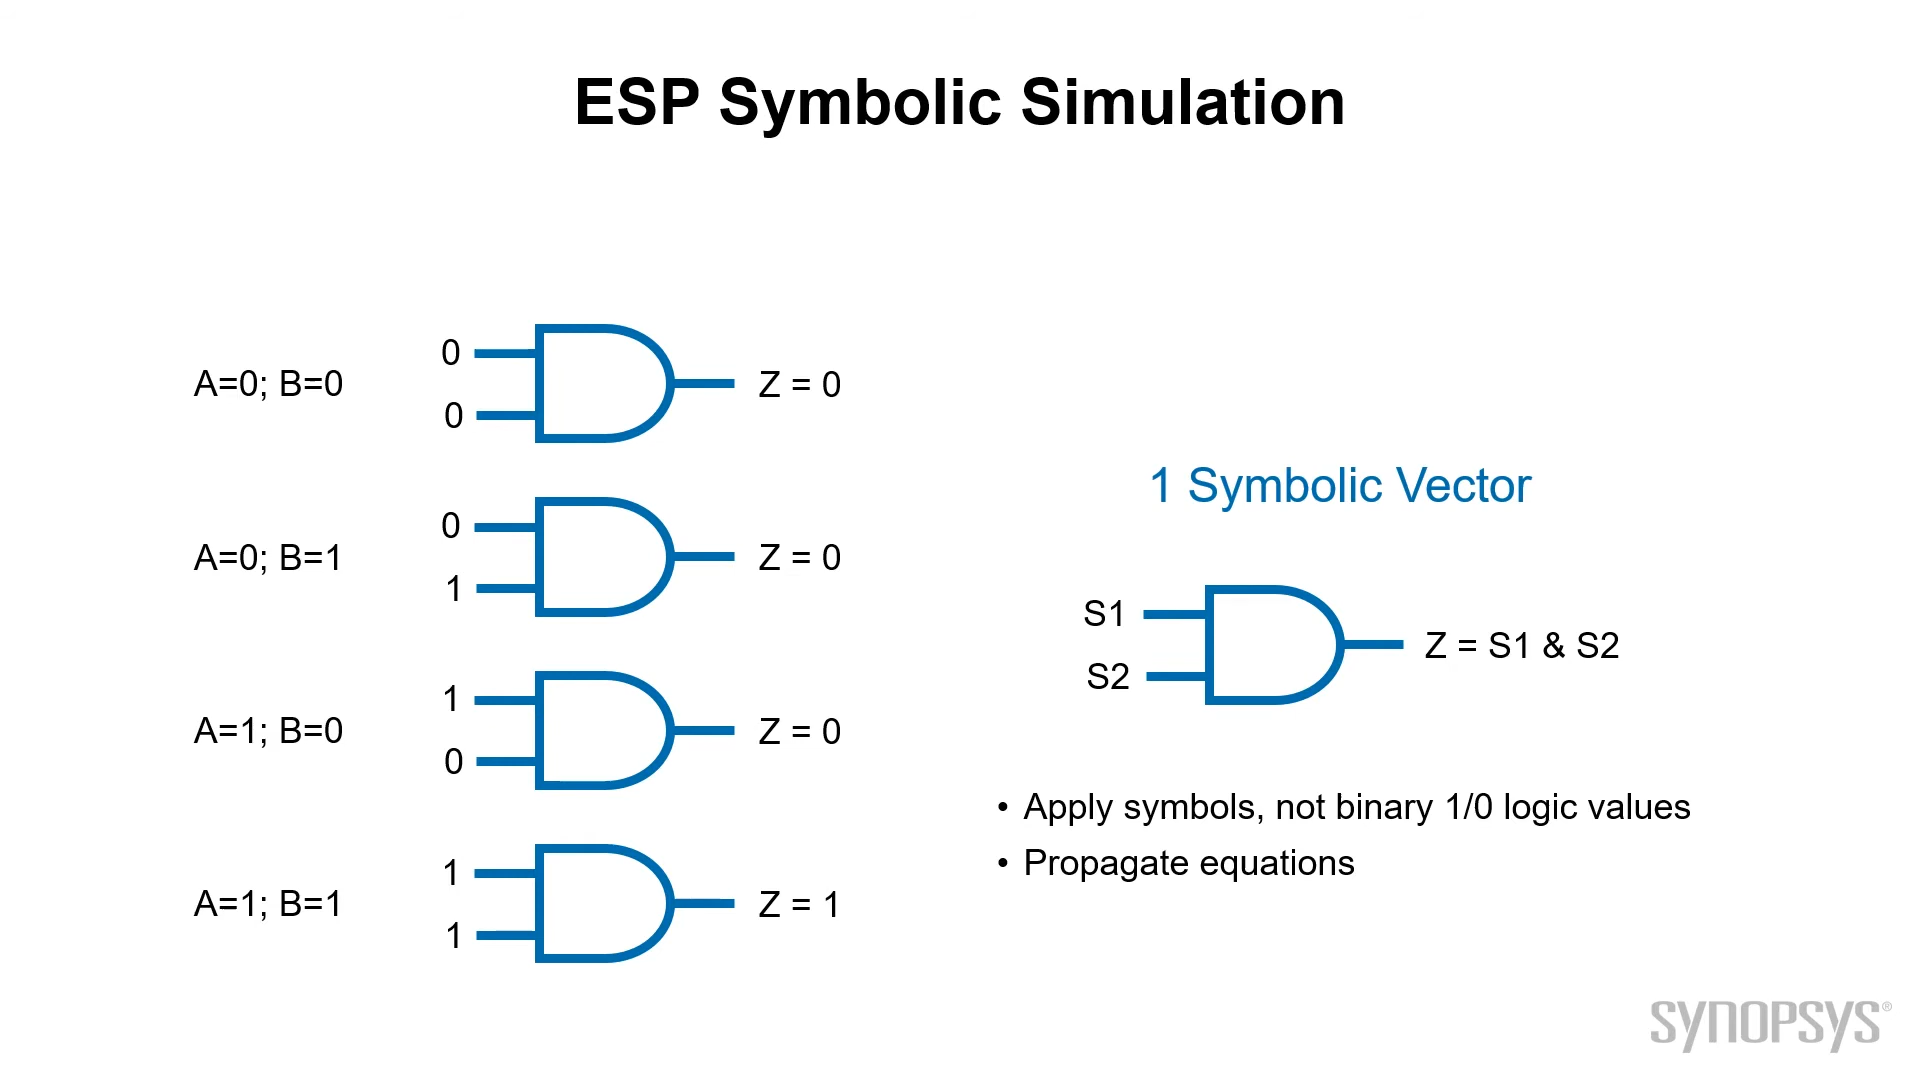 ESP Symbolic Simulation
A=0; B=0
0
0
Z = 0
A=0; B=1
0
1
Z = 0
A=1; B=0
1
0
Z = 0
A=1; B=1
1
1
Z = 1
1 Symbolic Vector
S1
S2
Z = S1 & S2
• Apply symbols, not binary 1/0 logic values
• Propagate equations
SYNOPSYS®